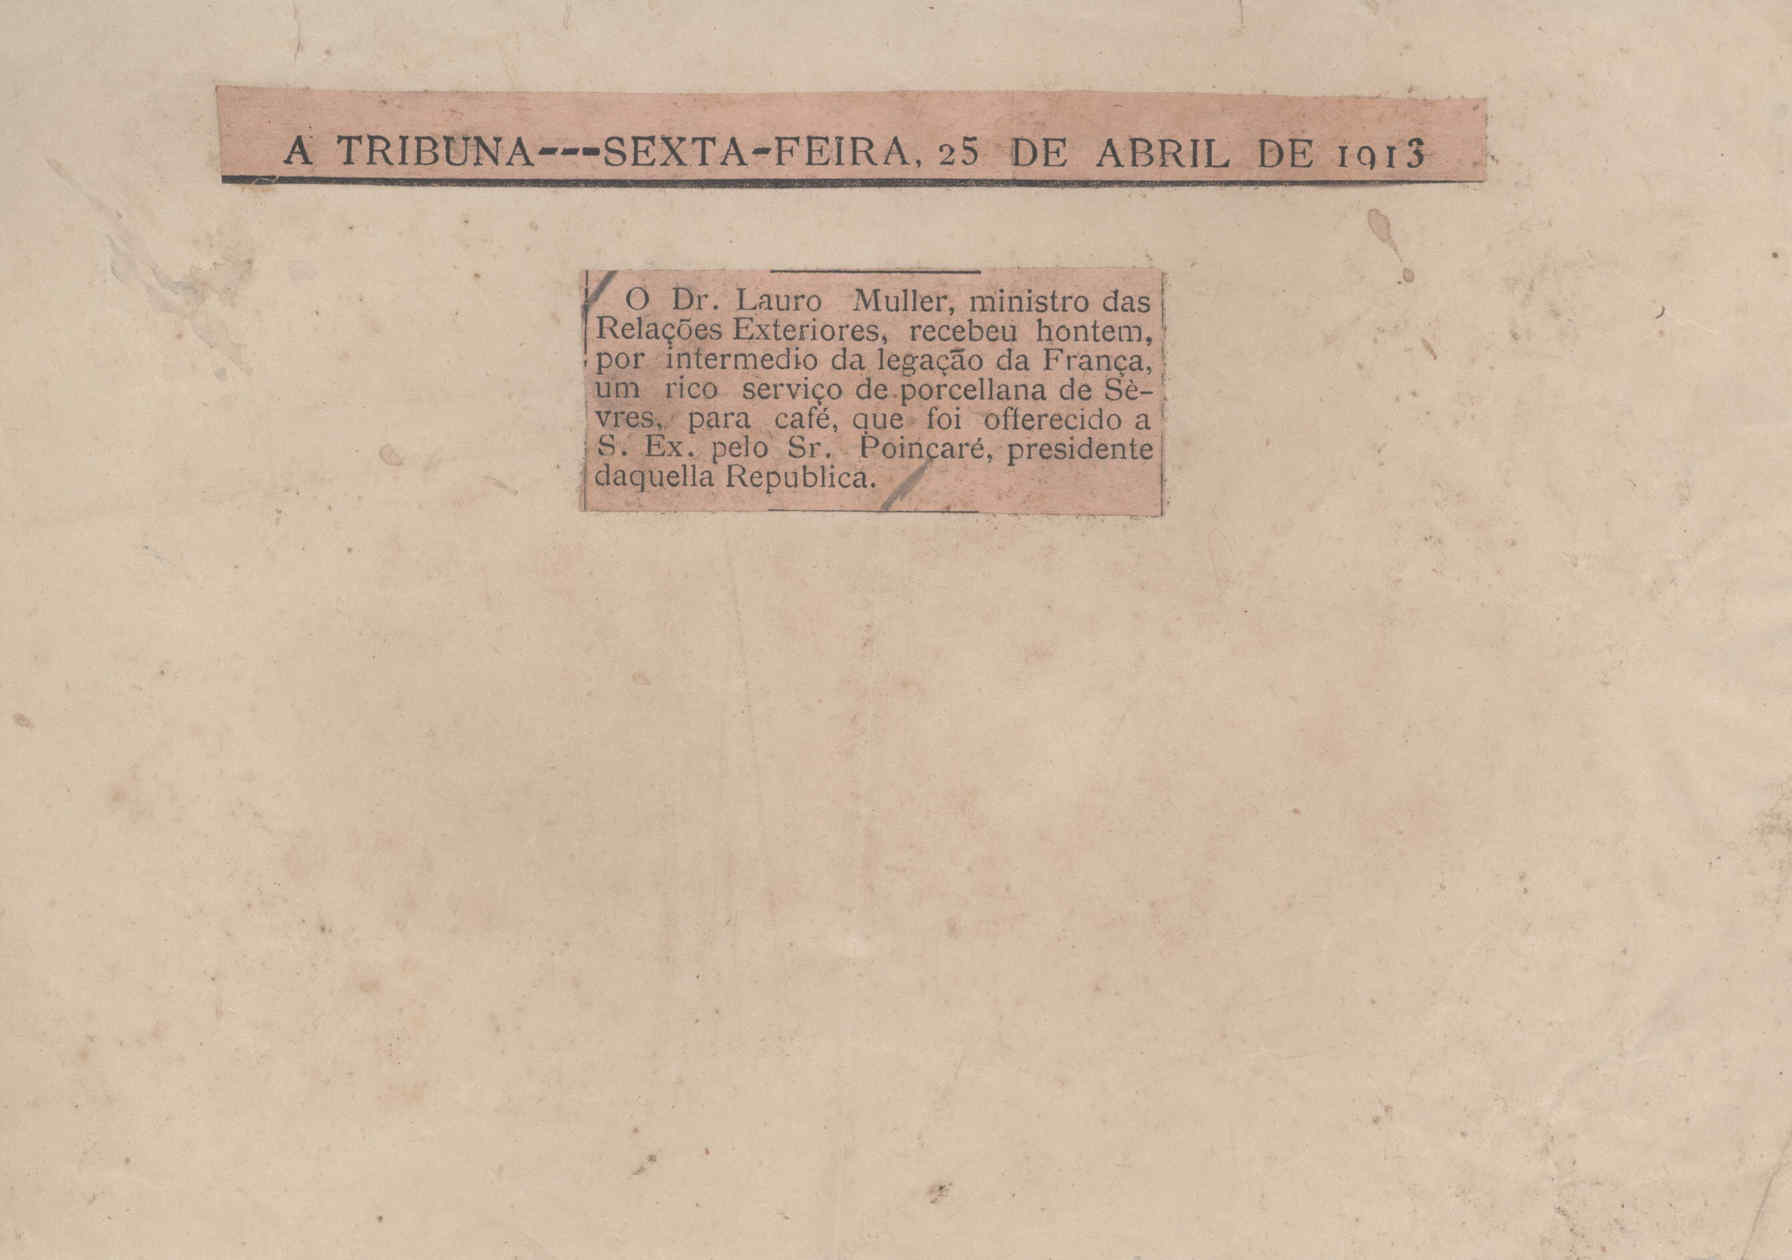 A TRIBUNA---SEXTA-FEIRA, 25 DE ABRIL DE 1913
O Dr. Lauro Muller, ministro das
Relações Exteriores, recebeu hontem,
por intermedio da legação da França,
um rico serviço de porcellana de Sè-
vres, para café, que foi offerecido a
S. Ex. pelo Sr. Poincaré, presidente
daquella Republica.